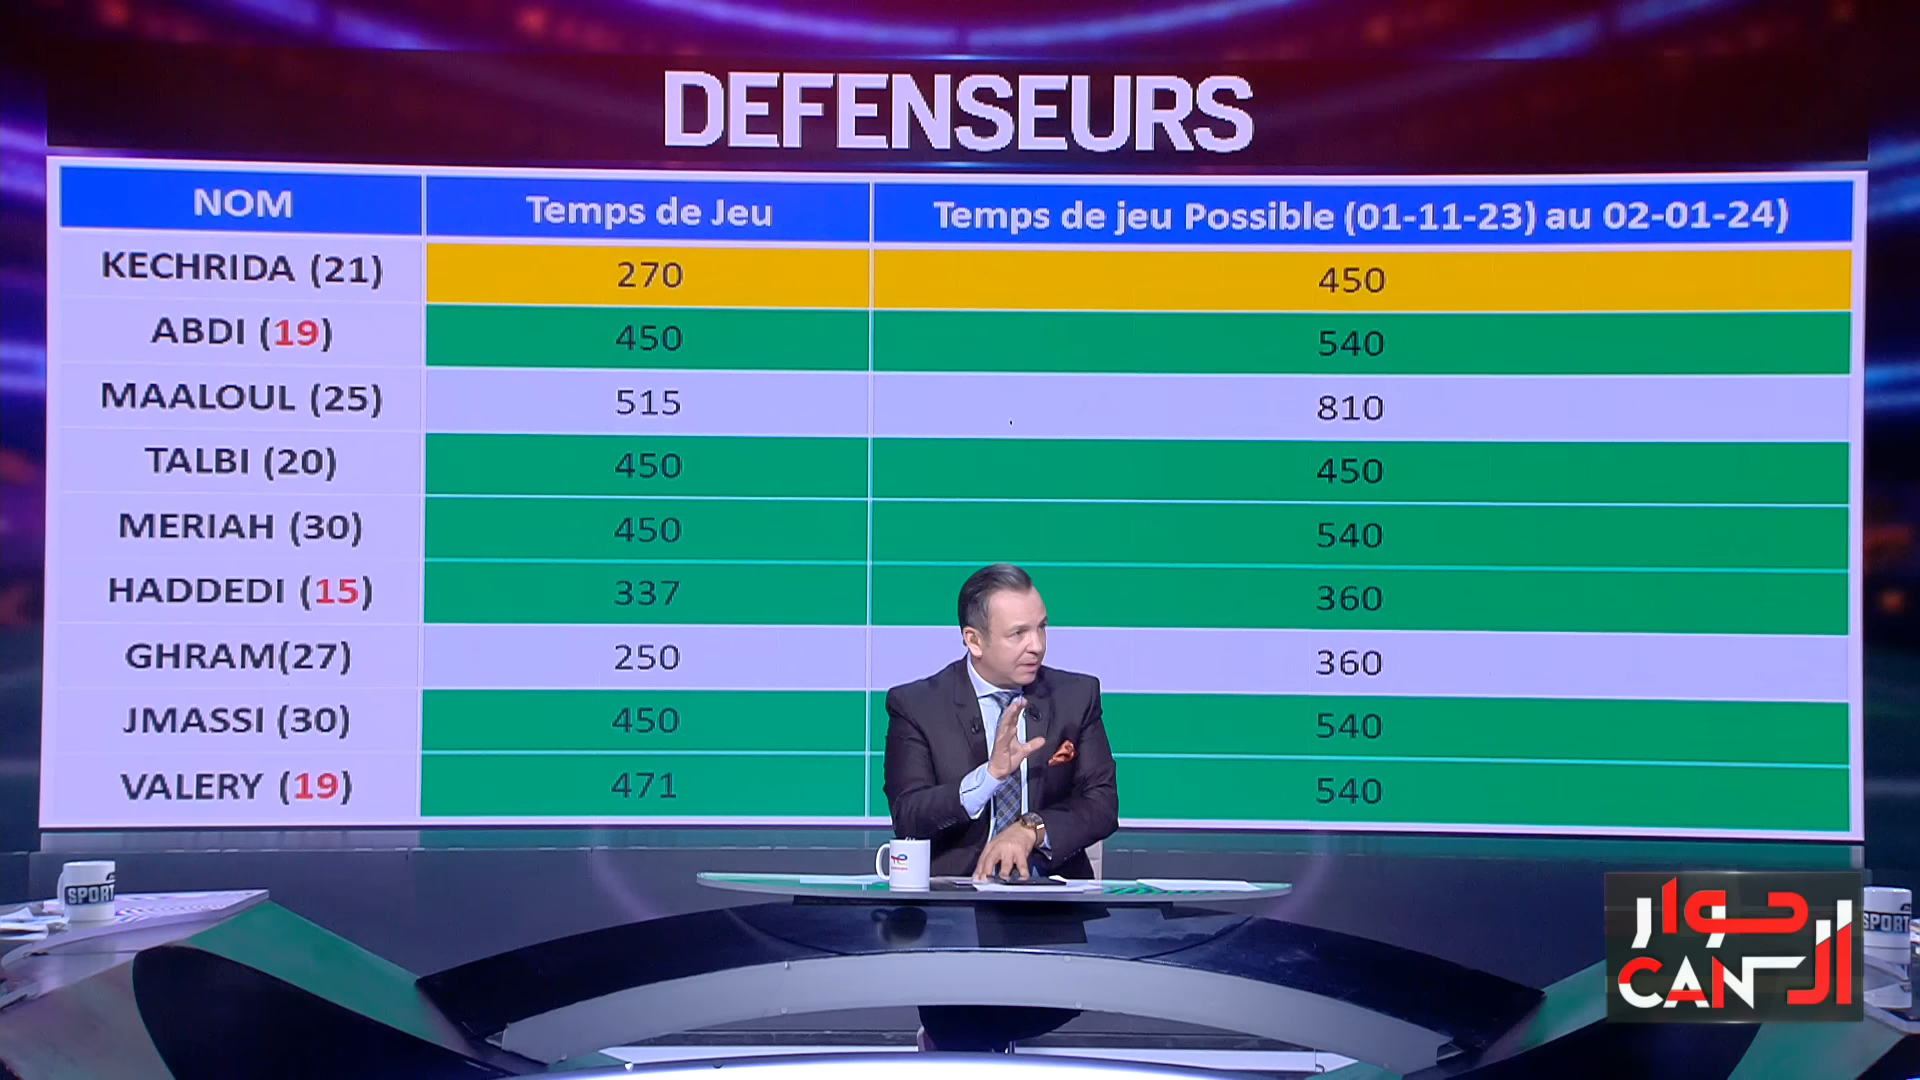 DEFENSEURS
NOM Temps de Jeu Temps de jeu Possible (01-11-23) au 02-01-24)
KECHRIDA (21) 270 450
ABDI (19) 450 540
MAALOUL (25) 515 810
TALBI (20) 450 450
MERIAH (30) 450 540
HADDEDI (15) 337 360
GHRAM(27) 250 360
JMASSI (30) 450 540
VALERY (19) 471 540
SPORT
SPORT
حوار
الـ CAN